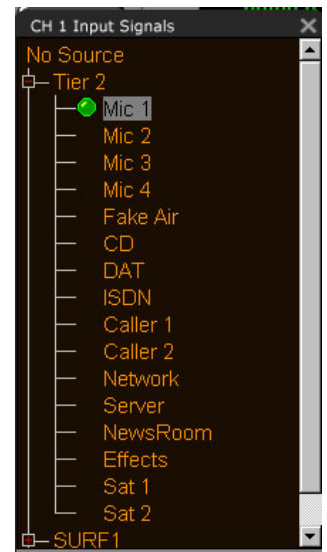 CH 1 Input Signals
No Source
Tier 2
Mic 1
Mic 2
Mic 3
Mic 4
Fake Air
CD
DAT
ISDN
Caller 1
Caller 2
Network
Server
NewsRoom
Effects
Sat 1
Sat 2
SURF1